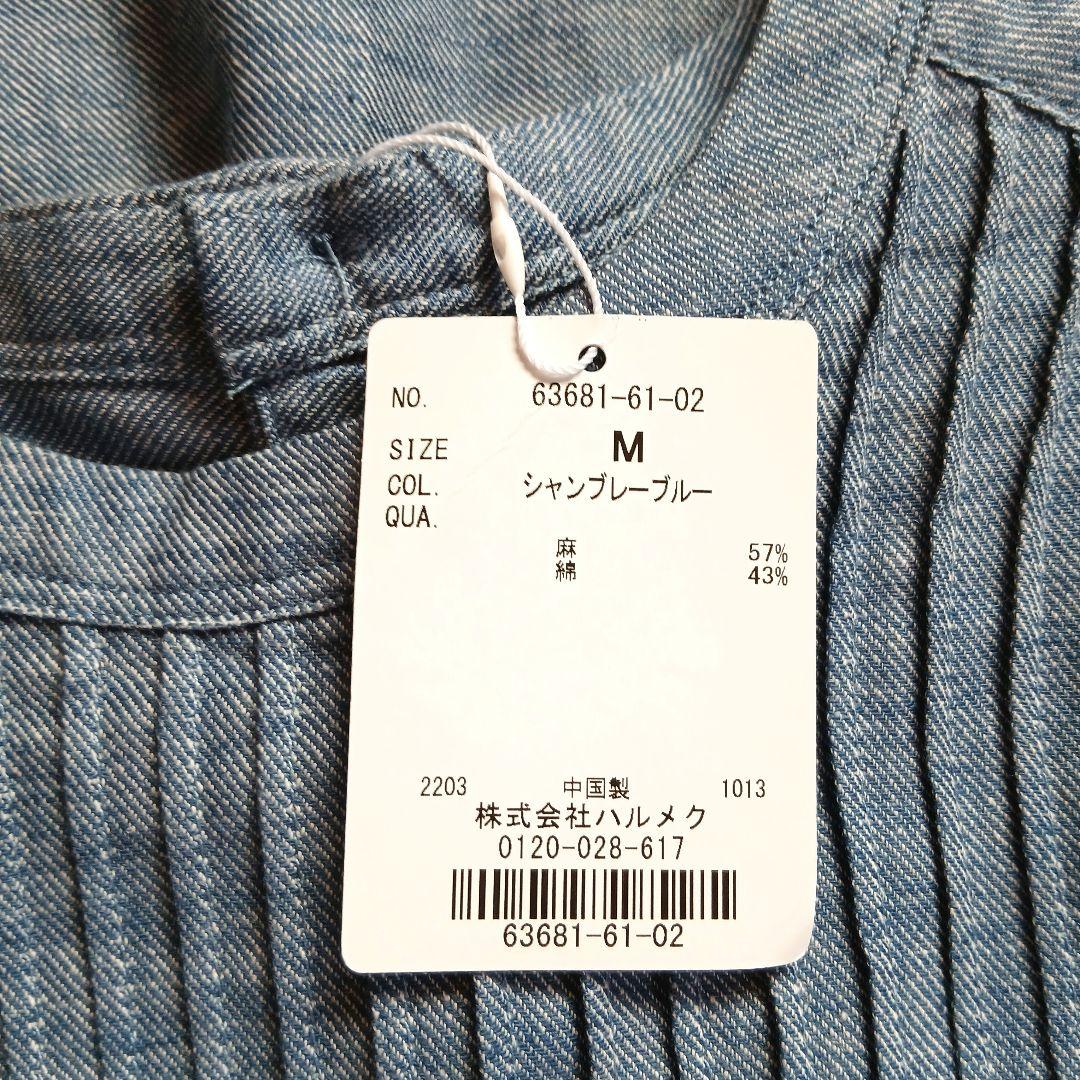 NO. 63681-61-02
SIZE M
COL. シャンブレーブルー
QUA.
麻 57%
綿 43%
2203 中国製 1013
株式会社ハルメク
0120-028-617
63681-61-02